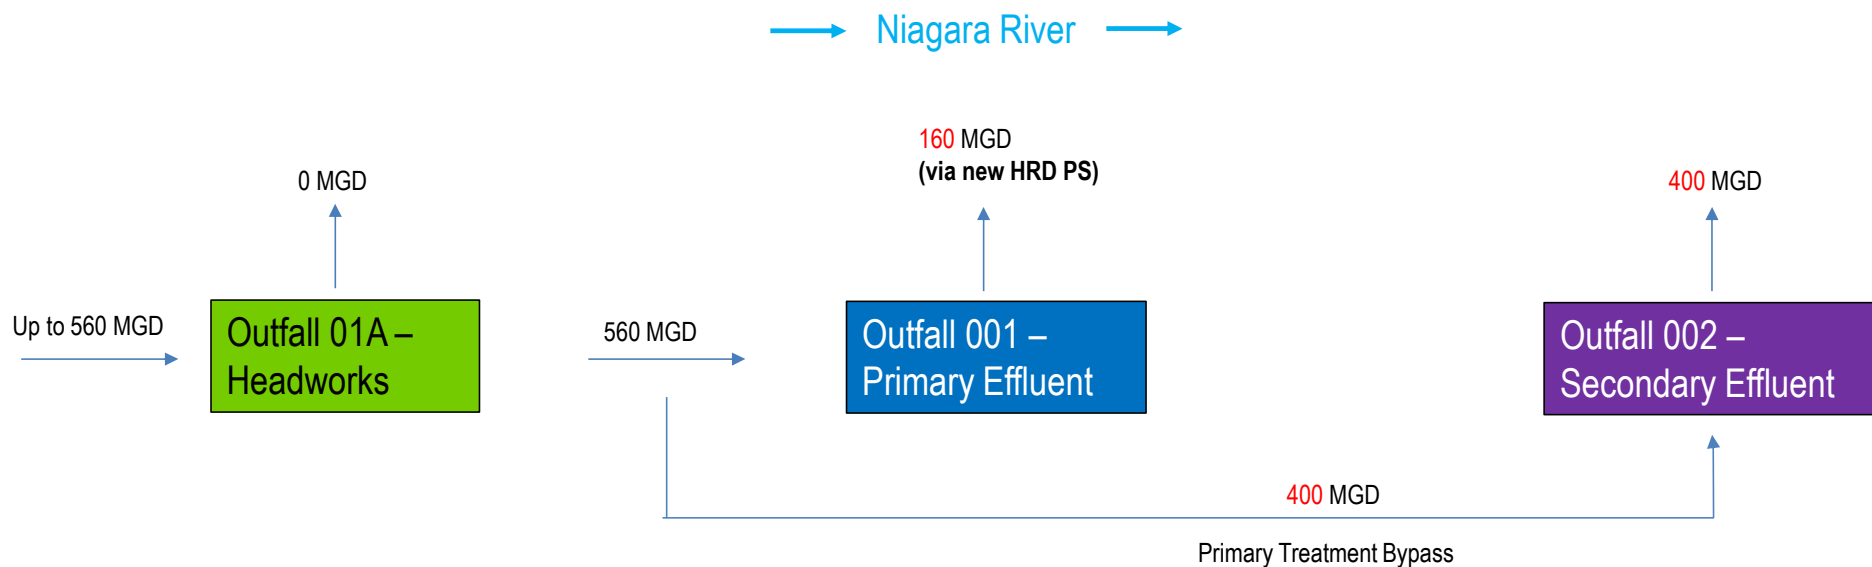 Niagara River
160 MGD
(via new HRD PS)
0 MGD
400 MGD
Up to 560 MGD
Outfall 01A –
Headworks
560 MGD
Outfall 001 –
Primary Effluent
Outfall 002 –
Secondary Effluent
400 MGD
Primary Treatment Bypass